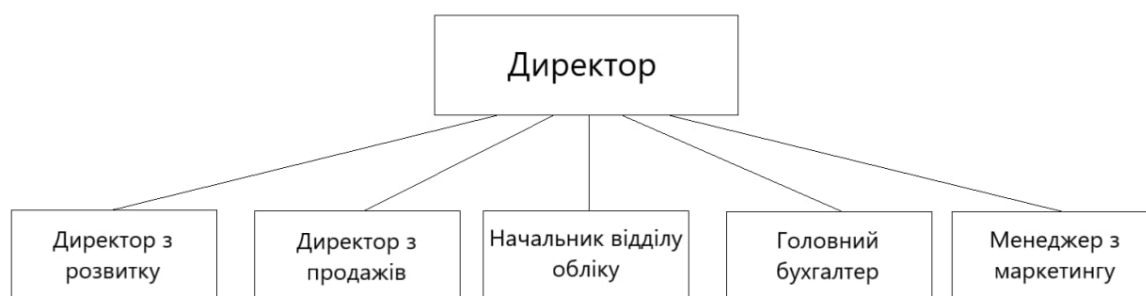 Директор
Директор з
розвитку
Директор з
продажів
Начальник відділу
обліку
Головний
бухгалтер
Менеджер з
маркетингу